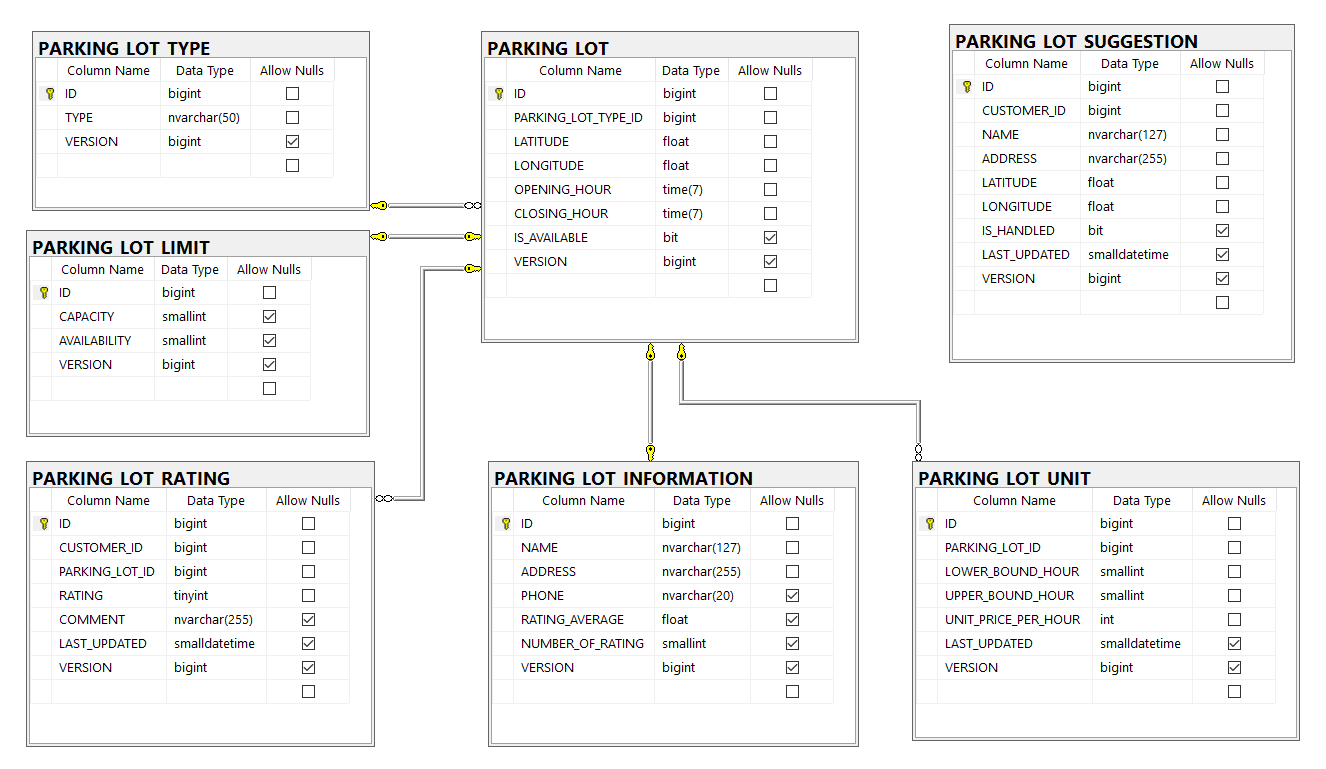 PARKING LOT TYPE
Column Name Data Type Allow Nulls
ID bigint
TYPE nvarchar(50)
VERSION bigint
PARKING LOT
Column Name Data Type Allow Nulls
ID bigint
PARKING_LOT_TYPE_ID bigint
LATITUDE float
LONGITUDE float
OPENING_HOUR time(7)
CLOSING_HOUR time(7)
IS_AVAILABLE bit
VERSION bigint
PARKING LOT SUGGESTION
Column Name Data Type Allow Nulls
ID bigint
CUSTOMER_ID bigint
NAME nvarchar(127)
ADDRESS nvarchar(255)
LATITUDE float
LONGITUDE float
IS_HANDLED bit
LAST_UPDATED smalldatetime
VERSION bigint
PARKING LOT LIMIT
Column Name Data Type Allow Nulls
ID bigint
CAPACITY smallint
AVAILABILITY smallint
VERSION bigint
PARKING LOT RATING
Column Name Data Type Allow Nulls
ID bigint
CUSTOMER_ID bigint
PARKING_LOT_ID bigint
RATING tinyint
COMMENT nvarchar(255)
LAST_UPDATED smalldatetime
VERSION bigint
PARKING LOT INFORMATION
Column Name Data Type Allow Nulls
ID bigint
NAME nvarchar(127)
ADDRESS nvarchar(255)
PHONE nvarchar(20)
RATING_AVERAGE float
NUMBER_OF_RATING smallint
VERSION bigint
PARKING LOT UNIT
Column Name Data Type Allow Nulls
ID bigint
PARKING_LOT_ID bigint
LOWER_BOUND_HOUR smallint
UPPER_BOUND_HOUR smallint
UNIT_PRICE_PER_HOUR int
LAST_UPDATED smalldatetime
VERSION bigint